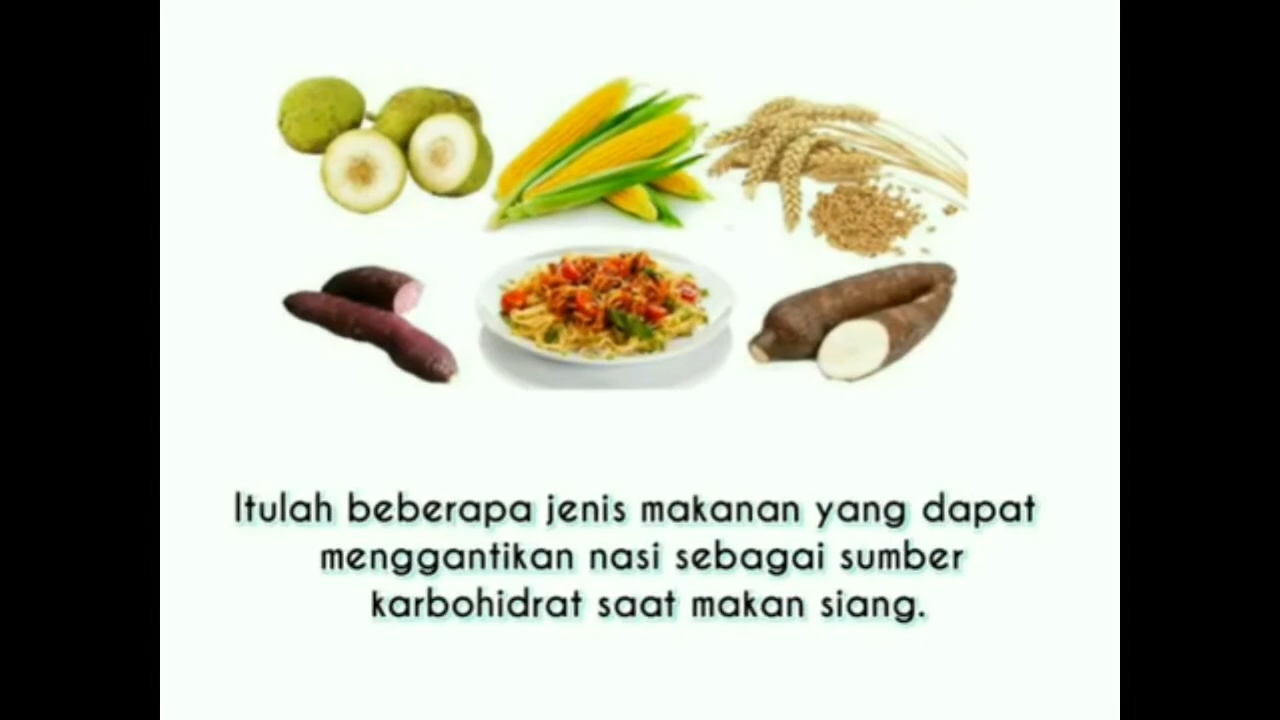 Itulah beberapa jenis makanan yang dapat
menggantikan nasi sebagai sumber
karbohidrat saat makan siang.